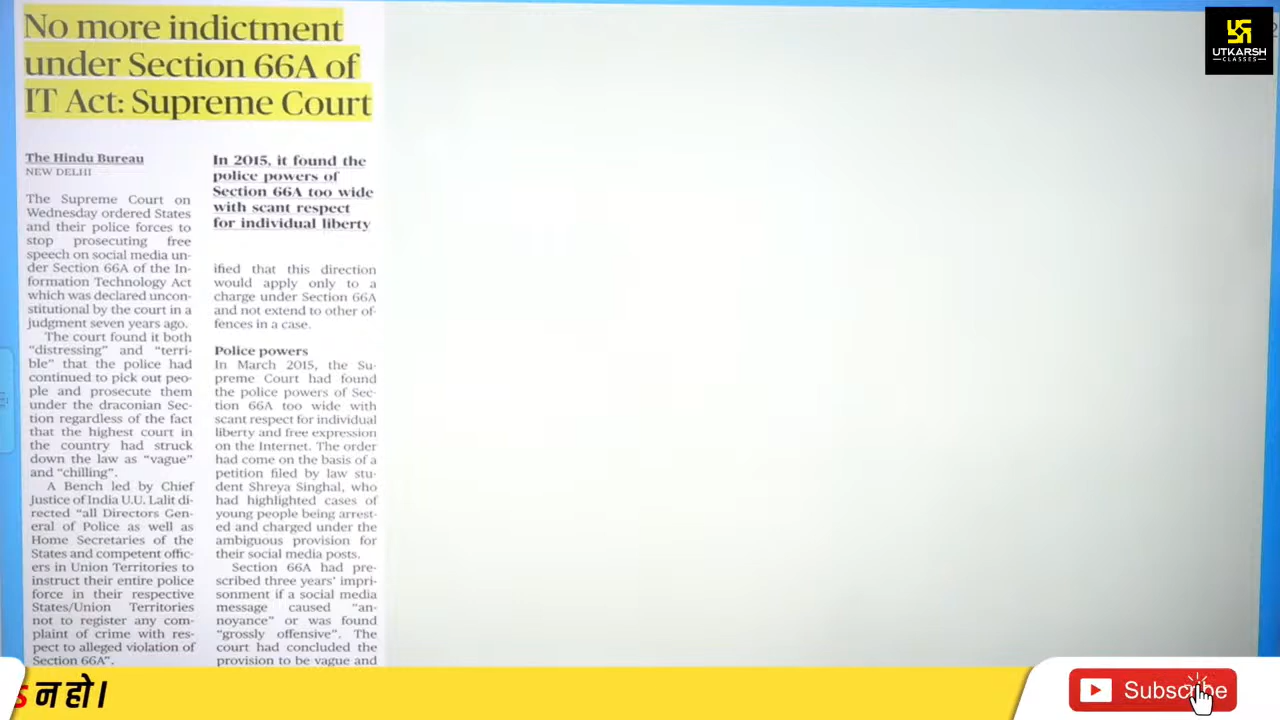 No more indictment
under Section 66A of
IT Act: Supreme Court
The Hindu Bureau
NEW DELHI
The Supreme Court on
Wednesday ordered States
and their police forces to
stop prosecuting free
speech on social media un-
der Section 66A of the In-
formation Technology Act
which was declared uncon-
stitutional by the court in a
judgment seven years ago.
The court found it both
“distressing” and “terri-
ble” that the police had
continued to pick out peo-
ple and prosecute them
under the draconian Sec-
tion regardless of the fact
that the highest court in
the country had struck
down the law as “vague”
and “chilling”.
A Bench led by Chief
Justice of India U.U. Lalit di-
rected “all Directors Gen-
eral of Police as well as
Home Secretaries of the
States and competent offic-
ers in Union Territories to
instruct their entire police
force in their respective
States/Union Territories
not to register any com-
plaint of crime with res-
pect to alleged violation of
Section 66A”.
In 2015, it found the
police powers of
Section 66A too wide
with scant respect
for individual liberty
ified that this direction
would apply only to a
charge under Section 66A
and not extend to other of-
fences in a case.
Police powers
In March 2015, the Su-
preme Court had found
the police powers of Sec-
tion 66A too wide with
scant respect for individual
liberty and free expression
on the Internet. The order
had come on the basis of a
petition filed by law stu-
dent Shreya Singhal, who
had highlighted cases of
young people being arrest-
ed and charged under the
ambiguous provision for
their social media posts.
Section 66A had pre-
scribed three years’ impri-
sonment if a social media
message caused “an-
noyance” or was found
“grossly offensive”. The
court had concluded the
provision to be vague and
UTKARSH
CLASSES
न हो।
Subscribe